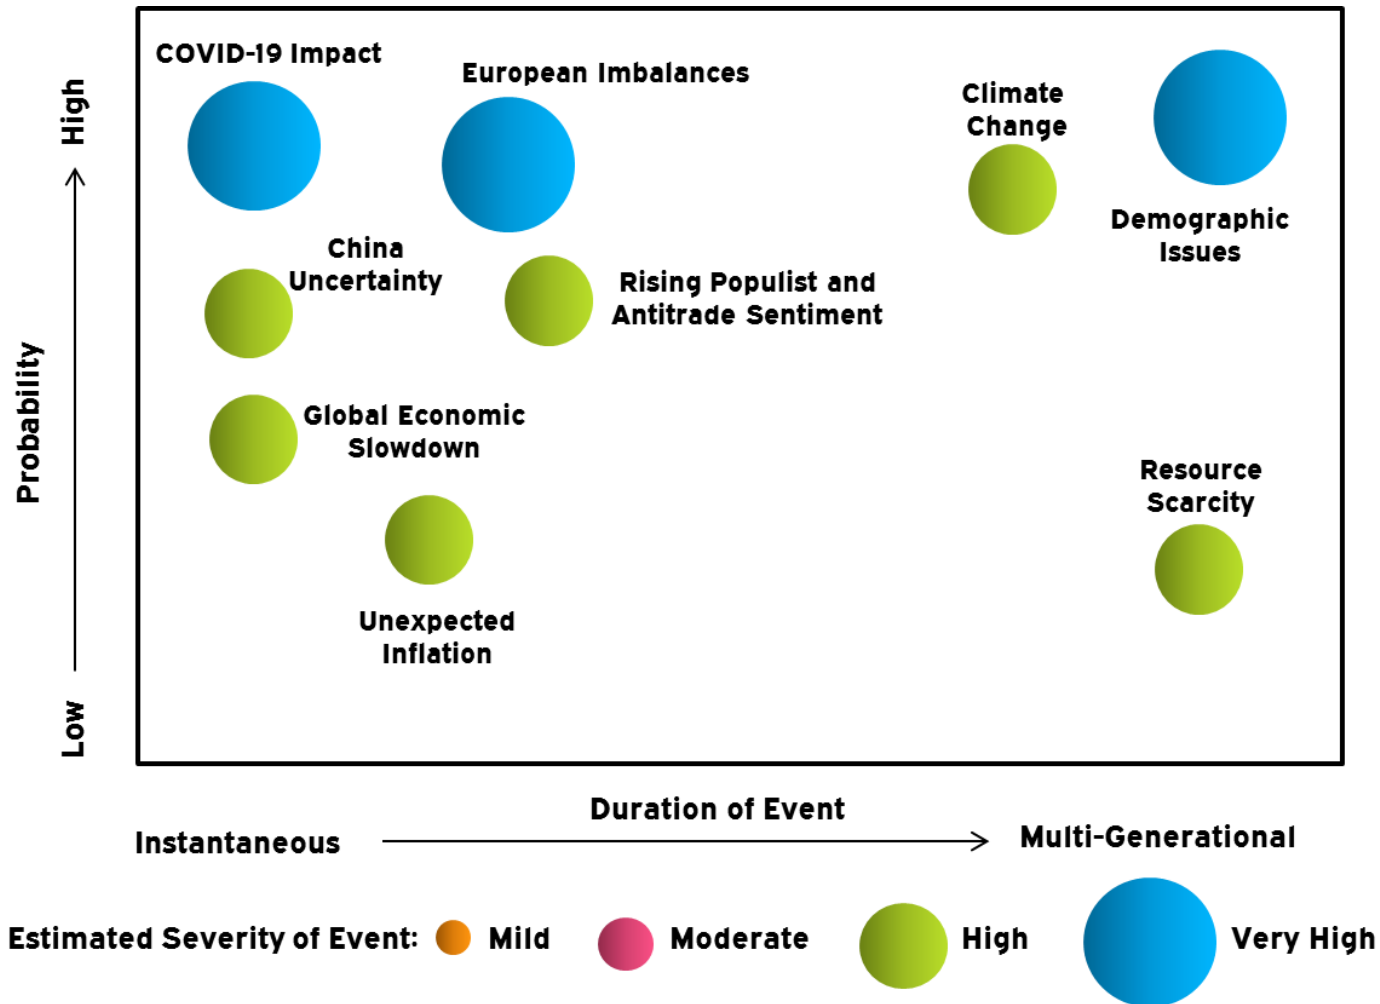 COVID-19 Impact
European Imbalances
Climate
Change
Demographic
Issues
China
Uncertainty
Rising Populist and
Antitrade Sentiment
Global Economic
Slowdown
Resource
Scarcity
Unexpected
Inflation
High
Probability
Low
Duration of Event
Instantaneous
Multi-Generational
Estimated Severity of Event: Mild Moderate High Very High